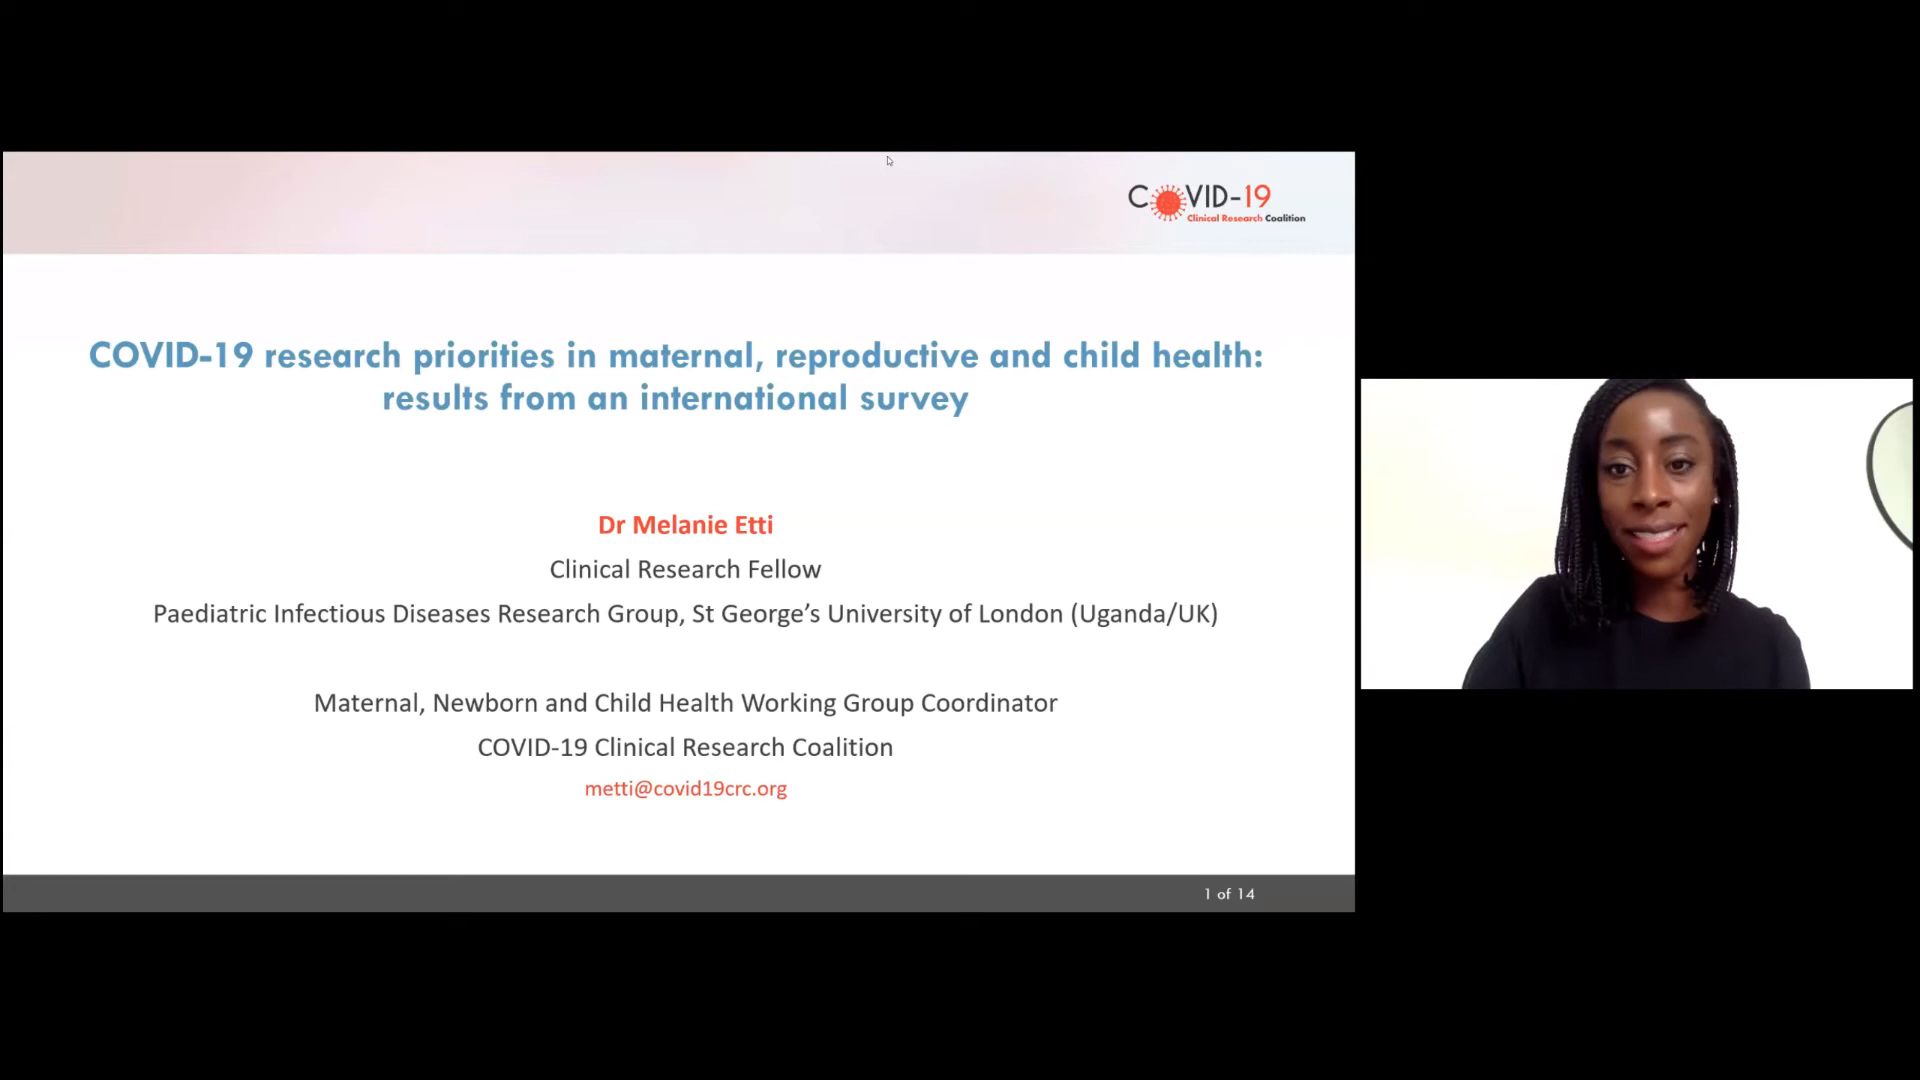 COVID-19
Clinical Research Coalition
COVID-19 research priorities in maternal, reproductive and child health:
results from an international survey
Dr Melanie Etti
Clinical Research Fellow
Paediatric Infectious Diseases Research Group, St George’s University of London (Uganda/UK)
Maternal, Newborn and Child Health Working Group Coordinator
COVID-19 Clinical Research Coalition
metti@covid19crc.org
1 of 14